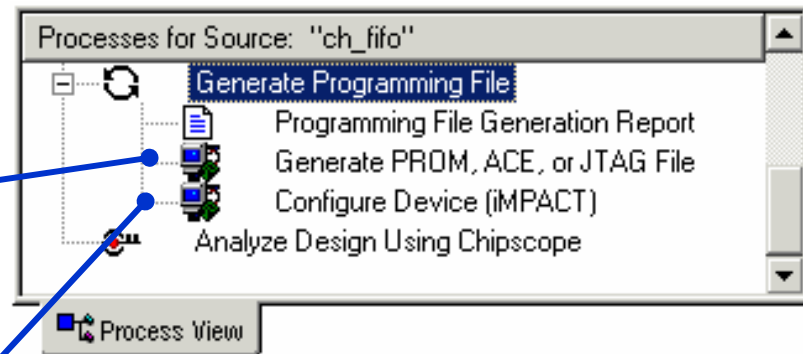 Processes for Source: "ch_fifo"
Generate Programming File
Programming File Generation Report
Generate PROM, ACE, or JTAG File
Configure Device (iMPACT)
Analyze Design Using Chipscope
Process View